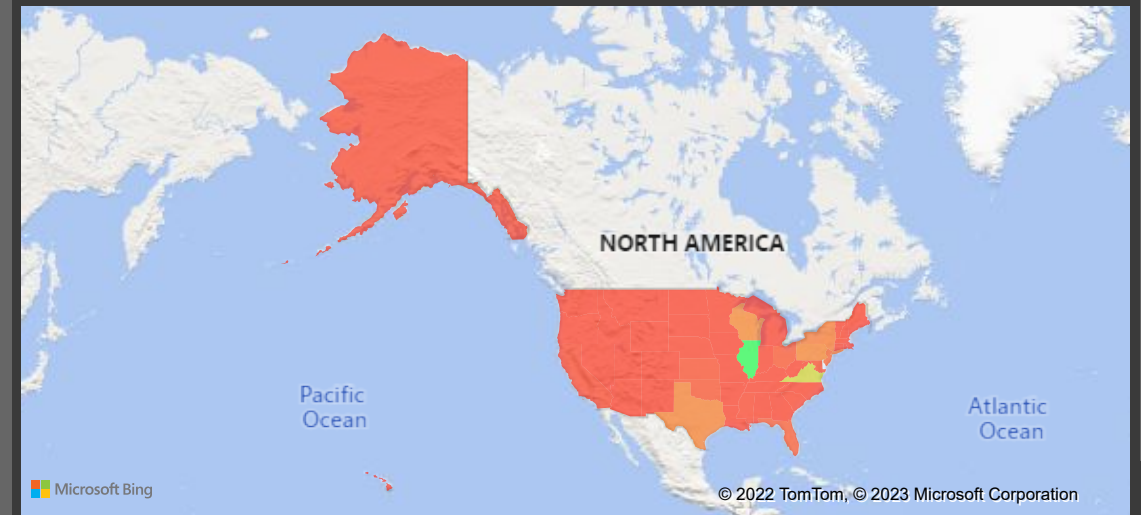 NORTH AMERICA
Pacific
Ocean
Atlantic
Ocean
Microsoft Bing
© 2022 TomTom, © 2023 Microsoft Corporation